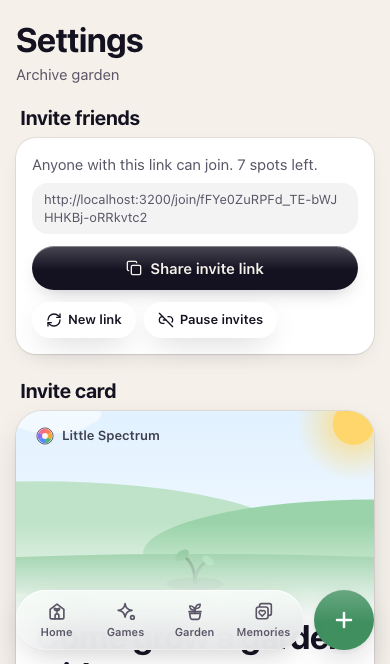 Settings
Archive garden
Invite friends
Anyone with this link can join. 7 spots left.
http://localhost:3200/join/fFYe0ZuRPFd_TE-bWJ
HHKBj-oRRkvtc2
Share invite link
New link
Pause invites
Invite card
Little Spectrum
Home
Games
Garden
Memories